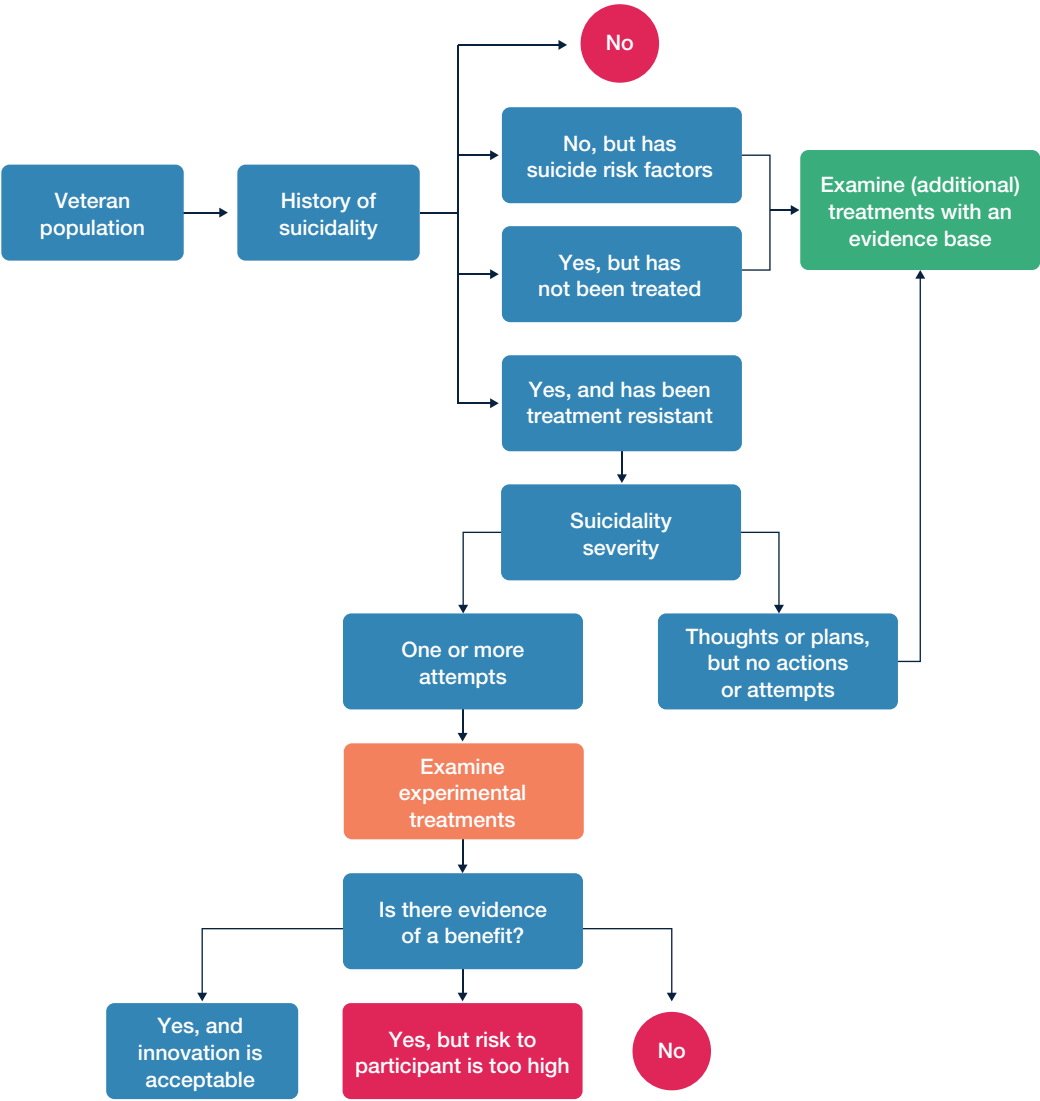 No
No, but has
suicide risk factors
Examine (additional)
treatments with an
evidence base
Veteran
population
History of
suicidality
Yes, but has
not been treated
Yes, and has been
treatment resistant
Suicidality
severity
One or more
attempts
Thoughts or plans,
but no actions
or attempts
Examine
experimental
treatments
Is there evidence
of a benefit?
Yes, and
innovation is
acceptable
Yes, but risk to
participant is too high
No